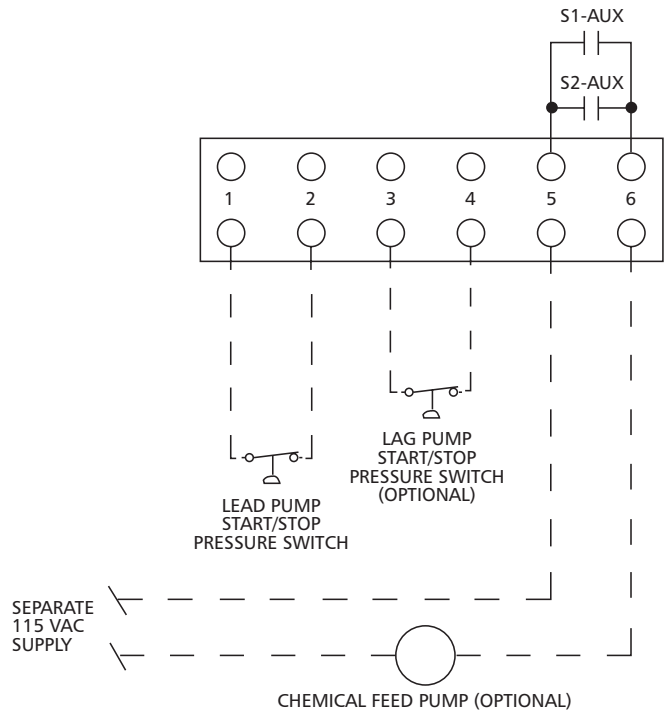 S1-AUX
S2-AUX
1 2 3 4 5 6
LAG PUMP
START/STOP
PRESSURE SWITCH
(OPTIONAL)
LEAD PUMP
START/STOP
PRESSURE SWITCH
SEPARATE
115 VAC
SUPPLY
CHEMICAL FEED PUMP (OPTIONAL)